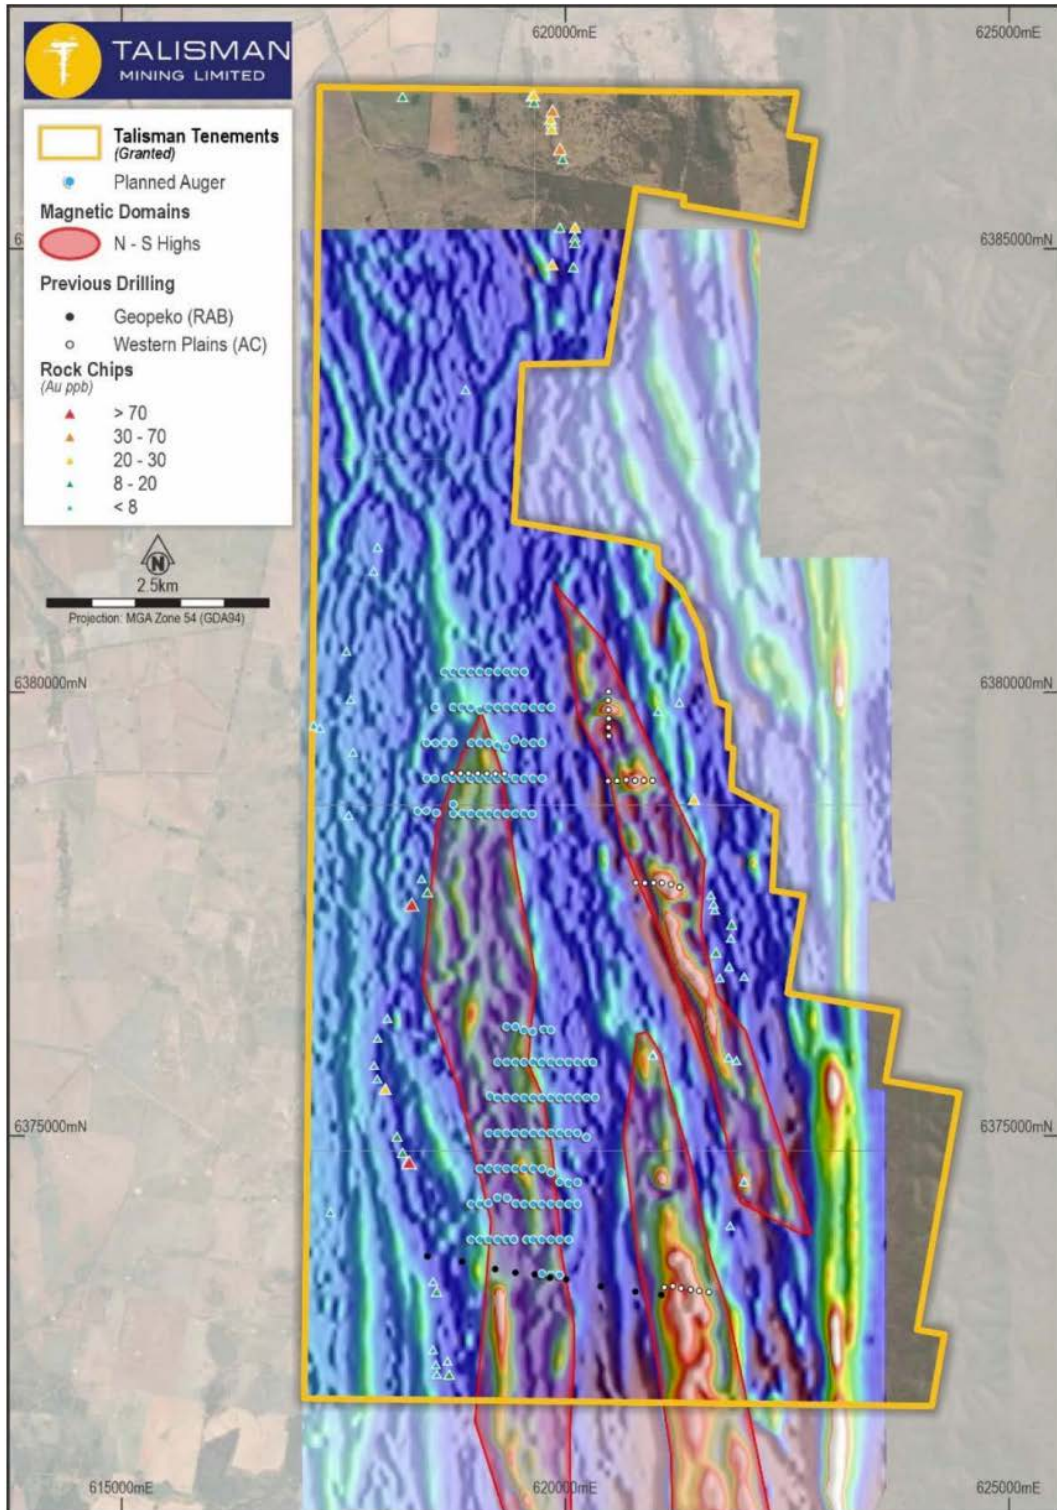 620000mE
625000mE
TALISMAN
MINING LIMITED
Talisman Tenements
(Granted)
Planned Auger
Magnetic Domains
N - S Highs
Previous Drilling
Geopeko (RAB)
Western Plains (AC)
Rock Chips
(Au ppb)
> 70
30 - 70
20 - 30
8 - 20
< 8
6385000mN
N
2.5km
Projection: MGA Zone 54 (GDA94)
6380000mN
6380000mN
6375000mN
6375000mN
615000mE
620000mE
625000mE